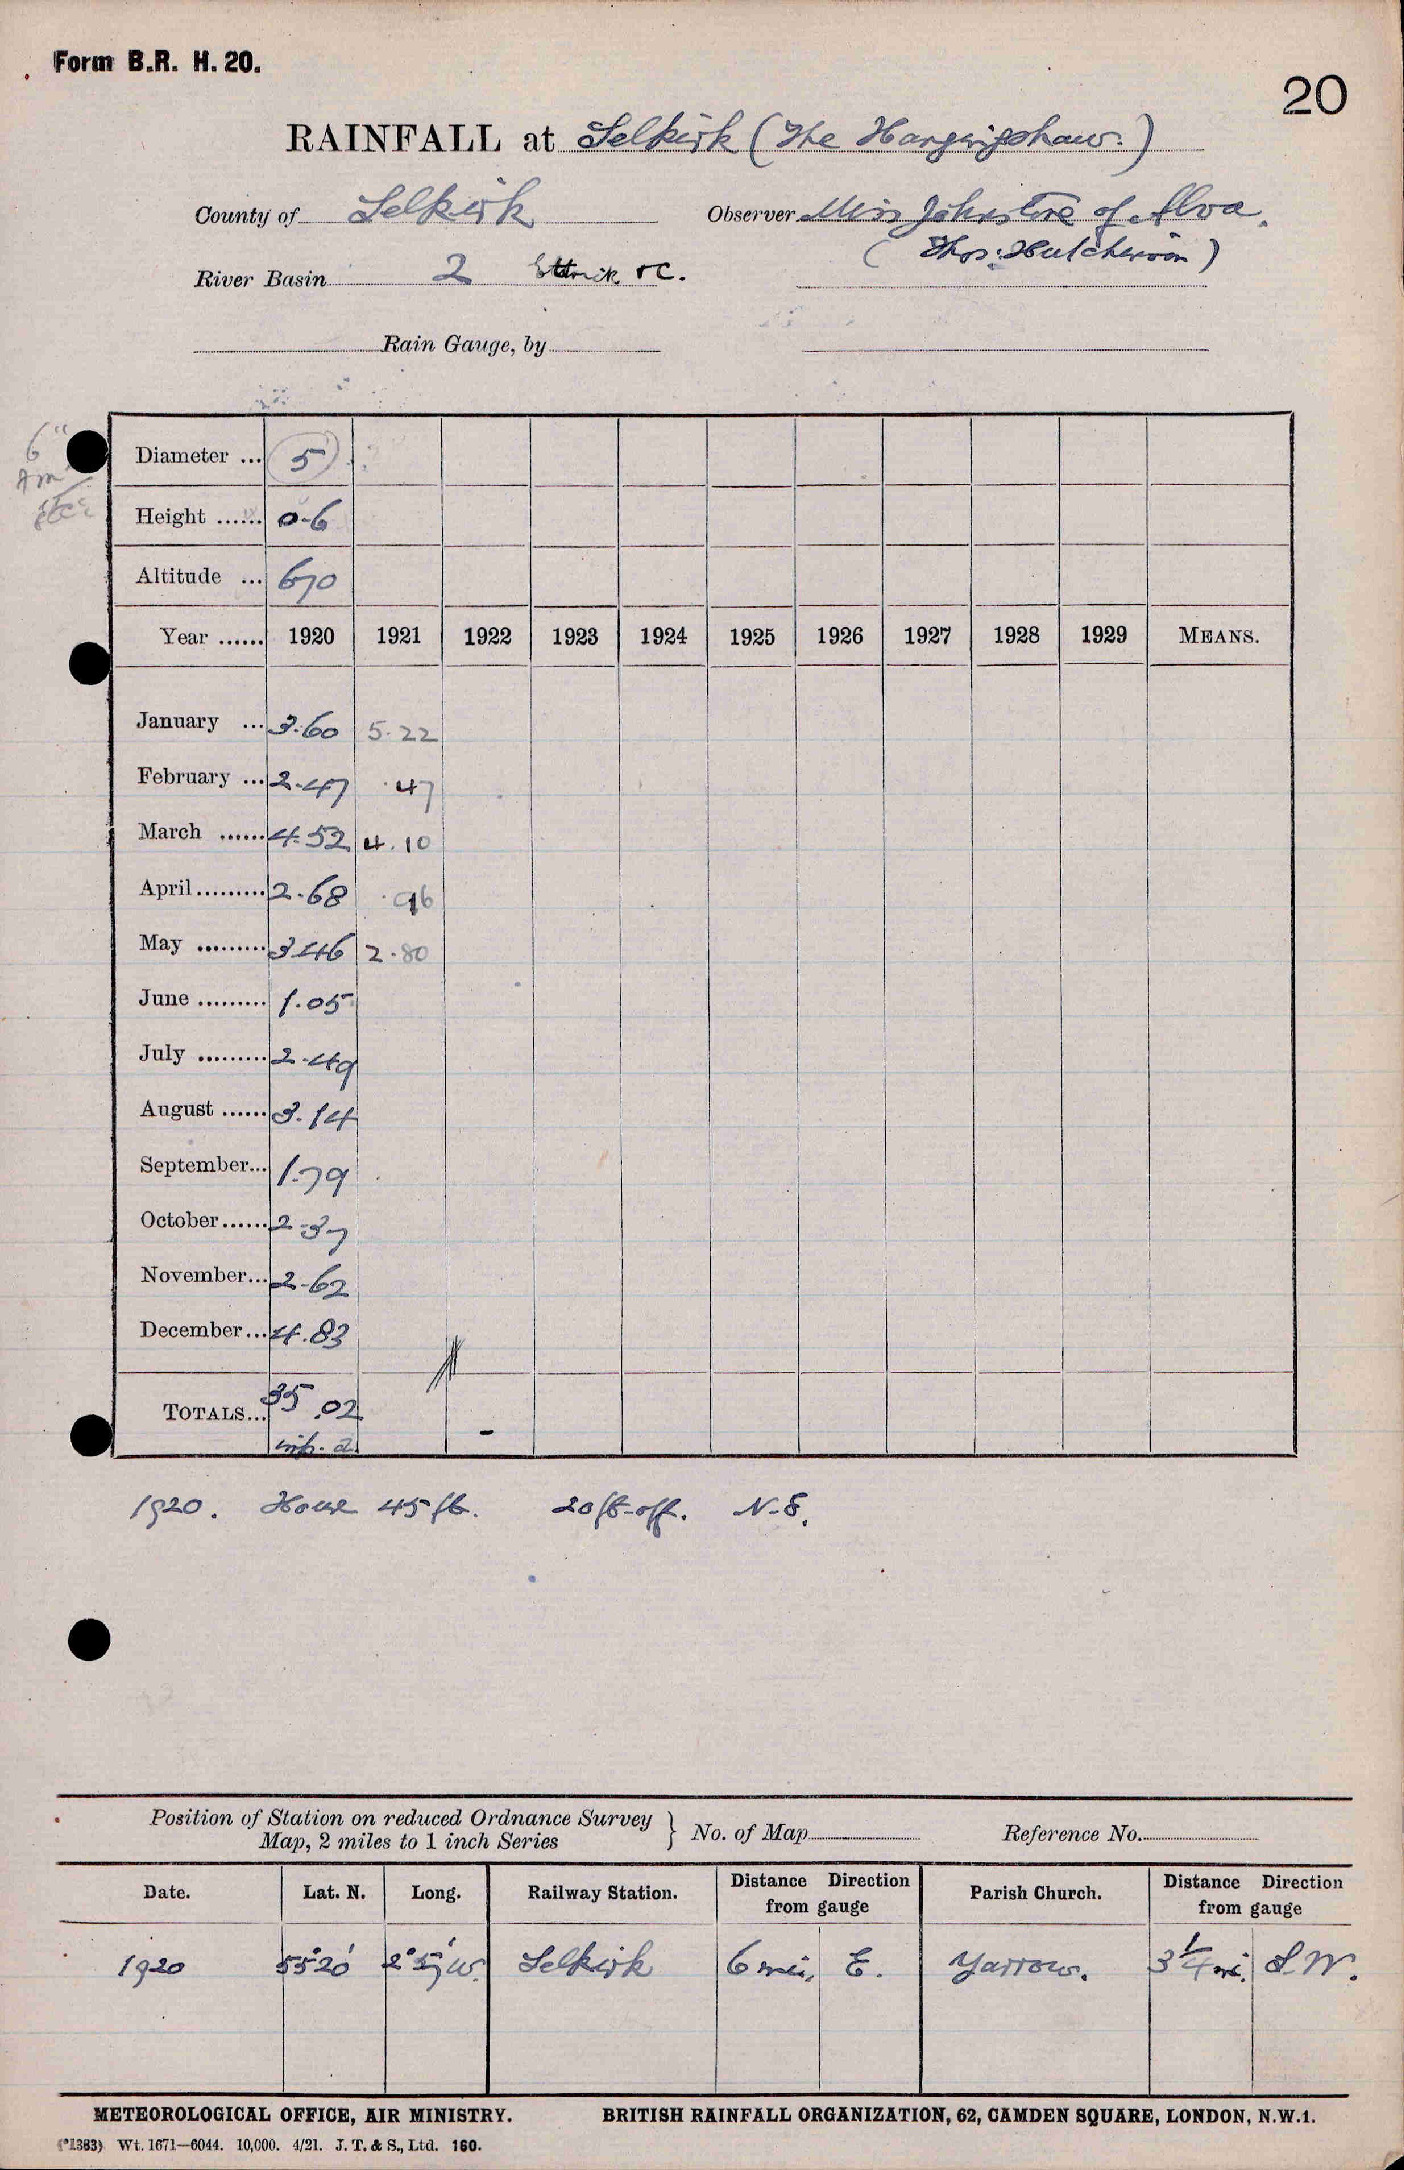 Form B.R. H. 20.
20
RAINFALL at Selkirk (The Hangingshaw.)
County of Selkirk Observer Miss Johnstone of Alva.
(Thos: Hutcherson)
River Basin 2 Ettrick &c.
Rain Gauge, by
6"
Diameter ... 5
Height ...... 0-6
Altitude ... 670
Year ...... 1920 1921 1922 1923 1924 1925 1926 1927 1928 1929 MEANS.
January ... 3.60 5.22
February ... 2.47 .47
March ...... 4.52 4.10
April ......... 2.68 .96
May ......... 3.46 2.80
June ......... 1.05
July ......... 2.49
August ...... 3.14
September... 1.79
October...... 2.37
November... 2.62
December... 4.83
TOTALS... 35.02 -
1920. House 45 ft. 20 ft. off. N-E.
Position of Station on reduced Ordnance Survey
Map, 2 miles to 1 inch Series } No. of Map Reference No.
Date. Lat. N. Long. Railway Station. Distance Direction from gauge Parish Church. Distance Direction from gauge
1920 55°20' 2°57' W. Selkirk 6 mi. E. Yarrow. 3 1/4 mi. S.W.
METEOROLOGICAL OFFICE, AIR MINISTRY. BRITISH RAINFALL ORGANIZATION, 62, CAMDEN SQUARE, LONDON, N.W.1.
(*1383) Wt. 1671—6044. 10,000. 4/21. J. T. & S., Ltd. 160.